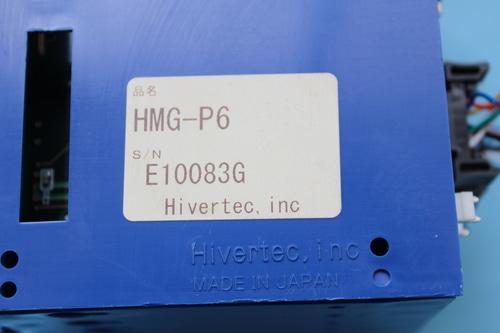 品名
HMG-P6
S/N
E10083G
Hivertec, inc
Hivertec, inc
MADE IN JAPAN